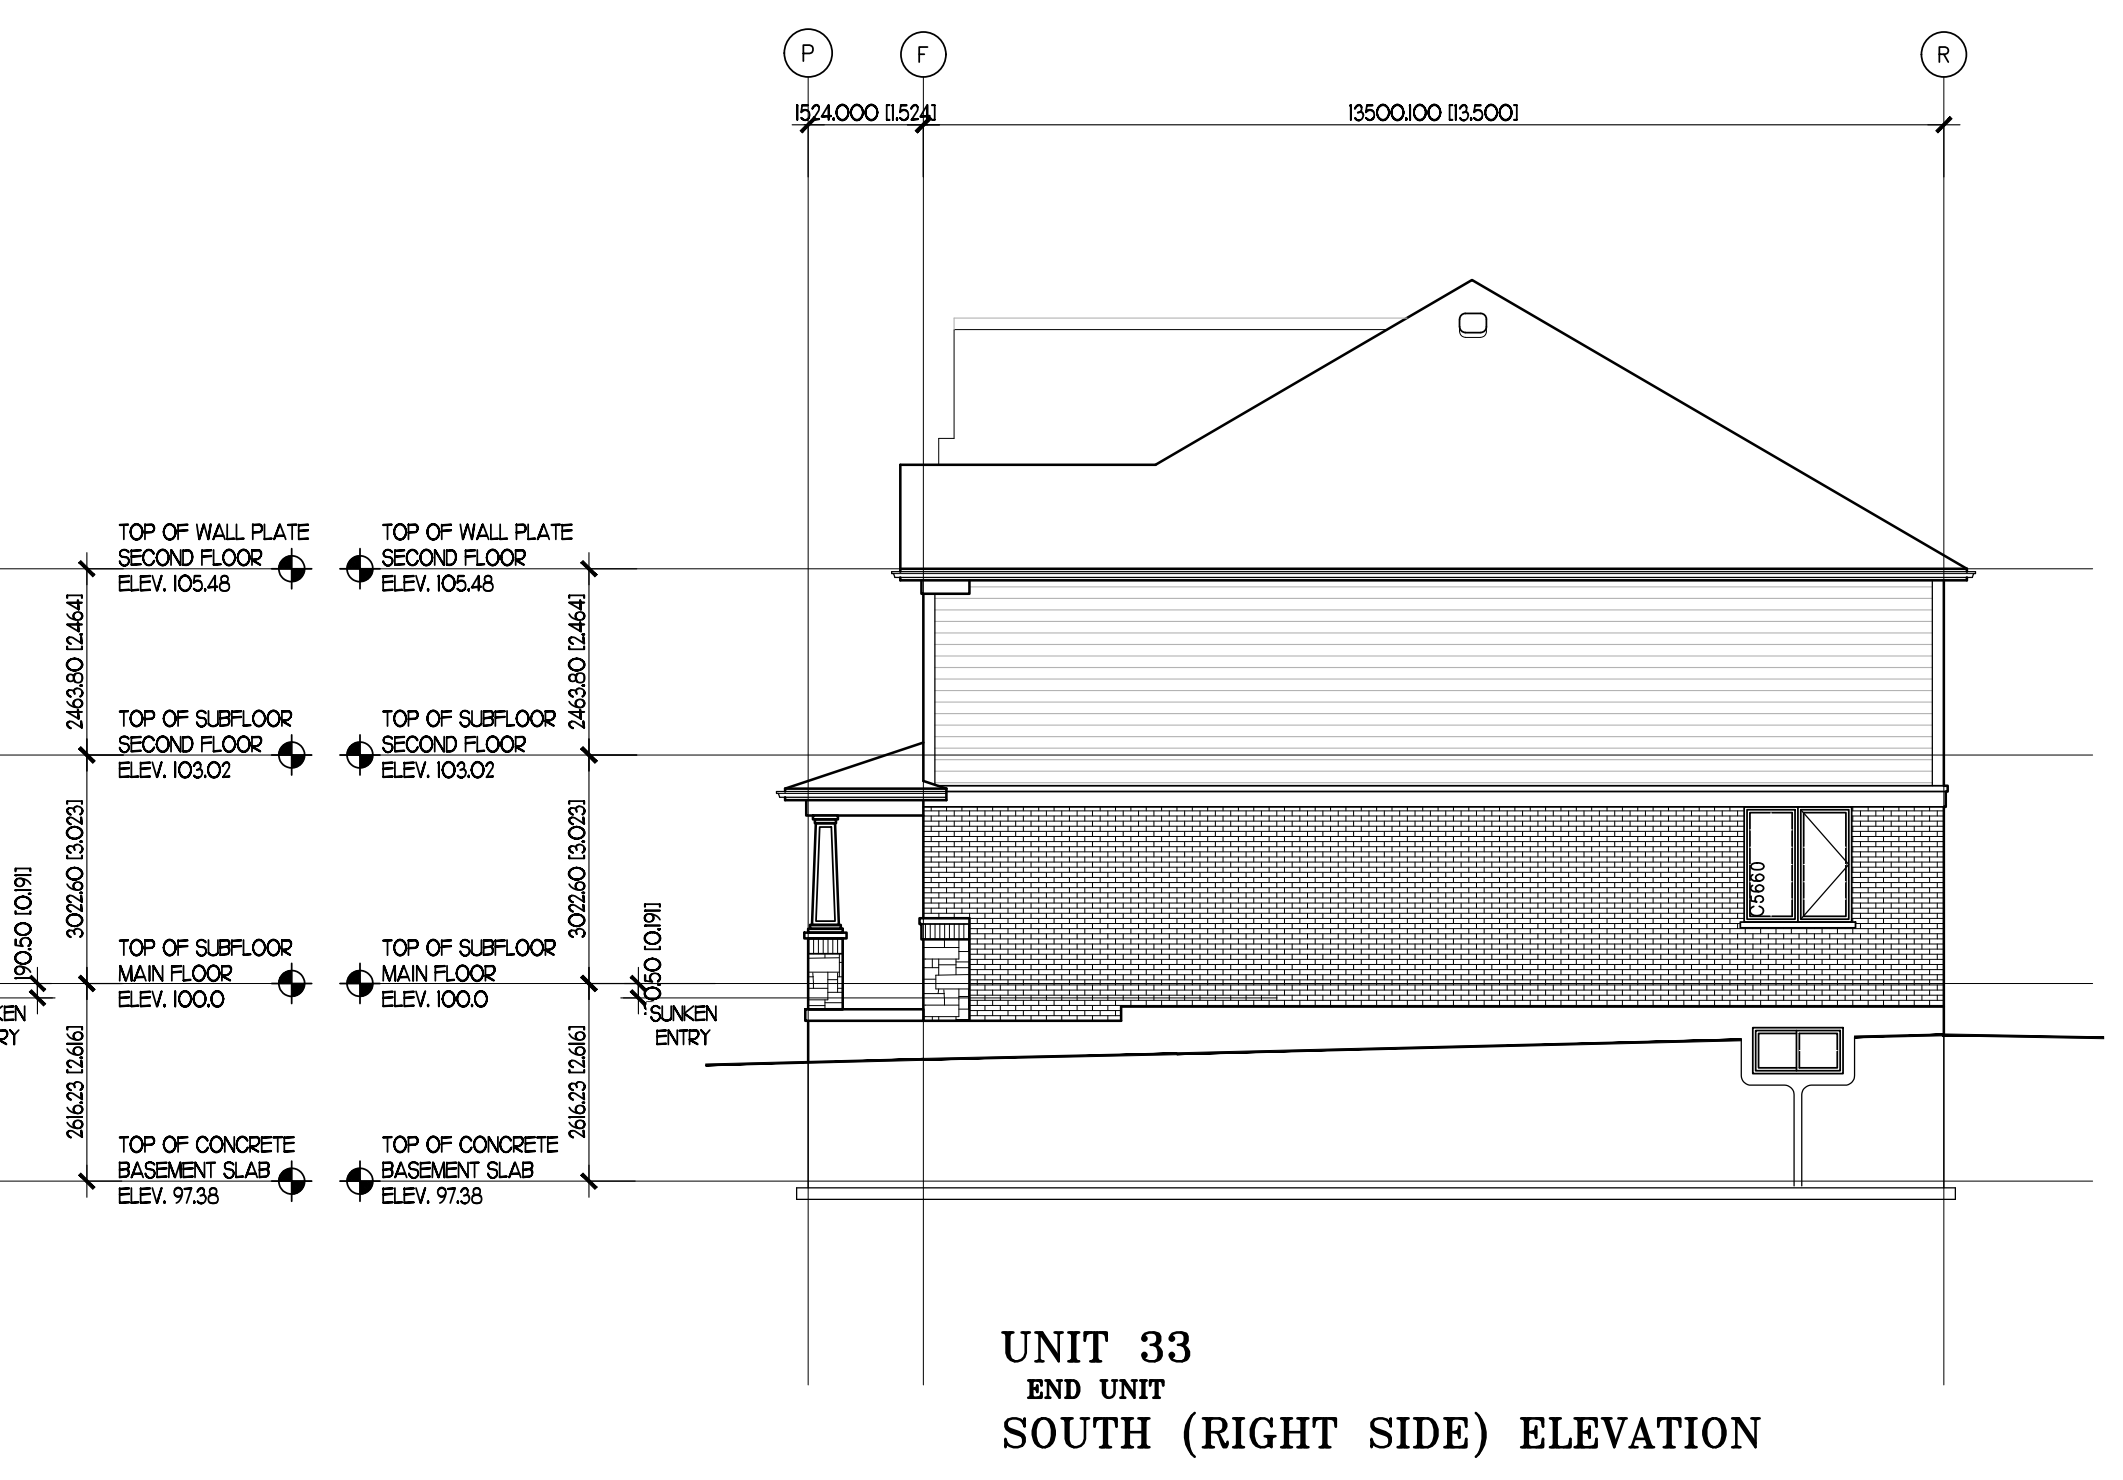 P
F
R
1524.000 [1.524]
13500.100 [13.500]
TOP OF WALL PLATE
SECOND FLOOR
ELEV. 105.48
TOP OF WALL PLATE
SECOND FLOOR
ELEV. 105.48
2463.80 [2.464]
2463.80 [2.464]
TOP OF SUBFLOOR
SECOND FLOOR
ELEV. 103.02
TOP OF SUBFLOOR
SECOND FLOOR
ELEV. 103.02
3022.60 [3.023]
3022.60 [3.023]
190.50 [0.191]
TOP OF SUBFLOOR
MAIN FLOOR
ELEV. 100.0
TOP OF SUBFLOOR
MAIN FLOOR
ELEV. 100.0
0.50 [0.191]
SUNKEN
ENTRY
C5660
2616.23 [2.616]
2616.23 [2.616]
TOP OF CONCRETE
BASEMENT SLAB
ELEV. 97.38
TOP OF CONCRETE
BASEMENT SLAB
ELEV. 97.38
UNIT 33
END UNIT
SOUTH (RIGHT SIDE) ELEVATION